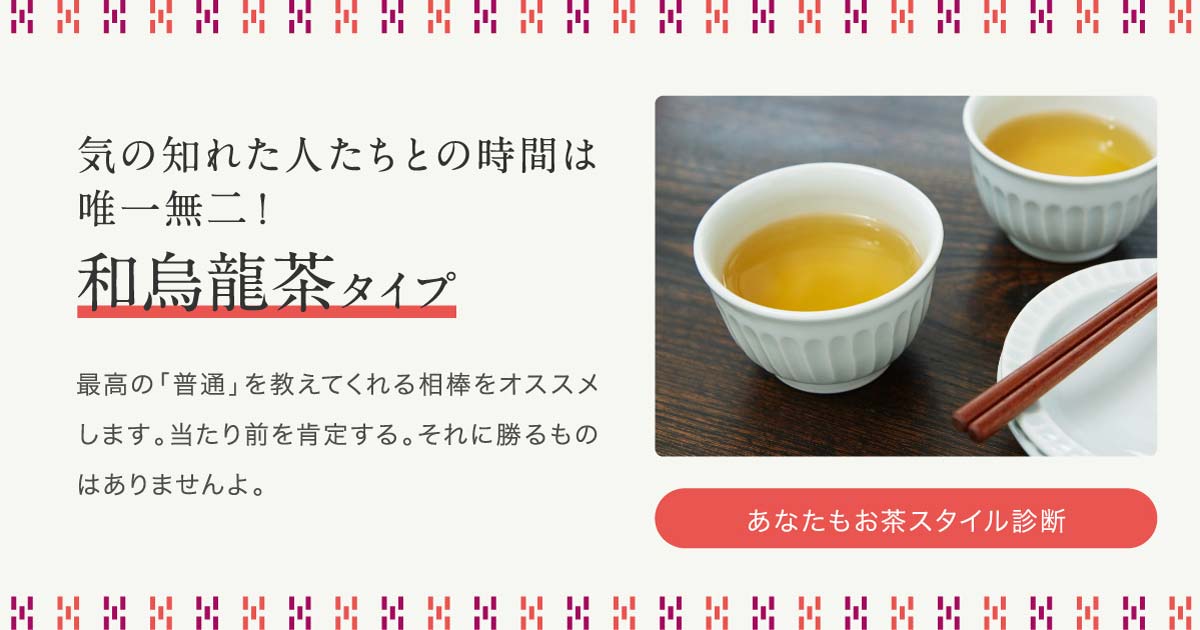 気の知れた人たちとの時間は
唯一無二！
和烏龍茶タイプ
最高の「普通」を教えてくれる相棒をオススメ
します。当たり前を肯定する。それに勝るもの
はありませんよ。
あなたもお茶スタイル診断